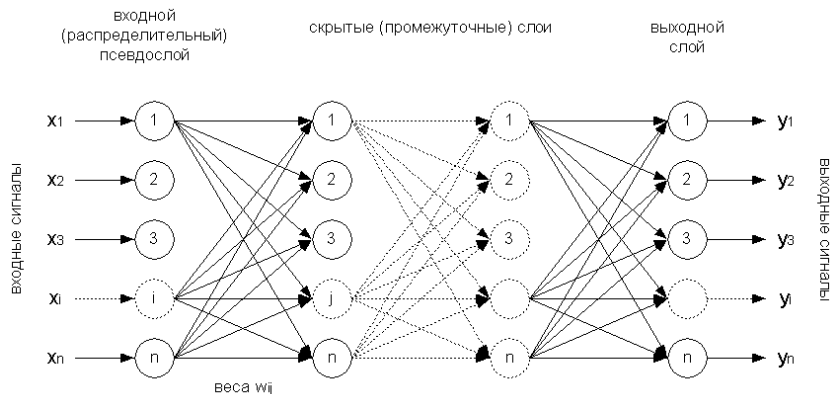 входной
(распределительный)
псевдослой
скрытые (промежуточные) слои
выходной
слой
входные сигналы
x1 1 1 1 1 y1
x2 2 2 2 2 y2
x3 3 3 3 3 y3
xi i j yi
xn n n n n yn
выходные сигналы
веса wij